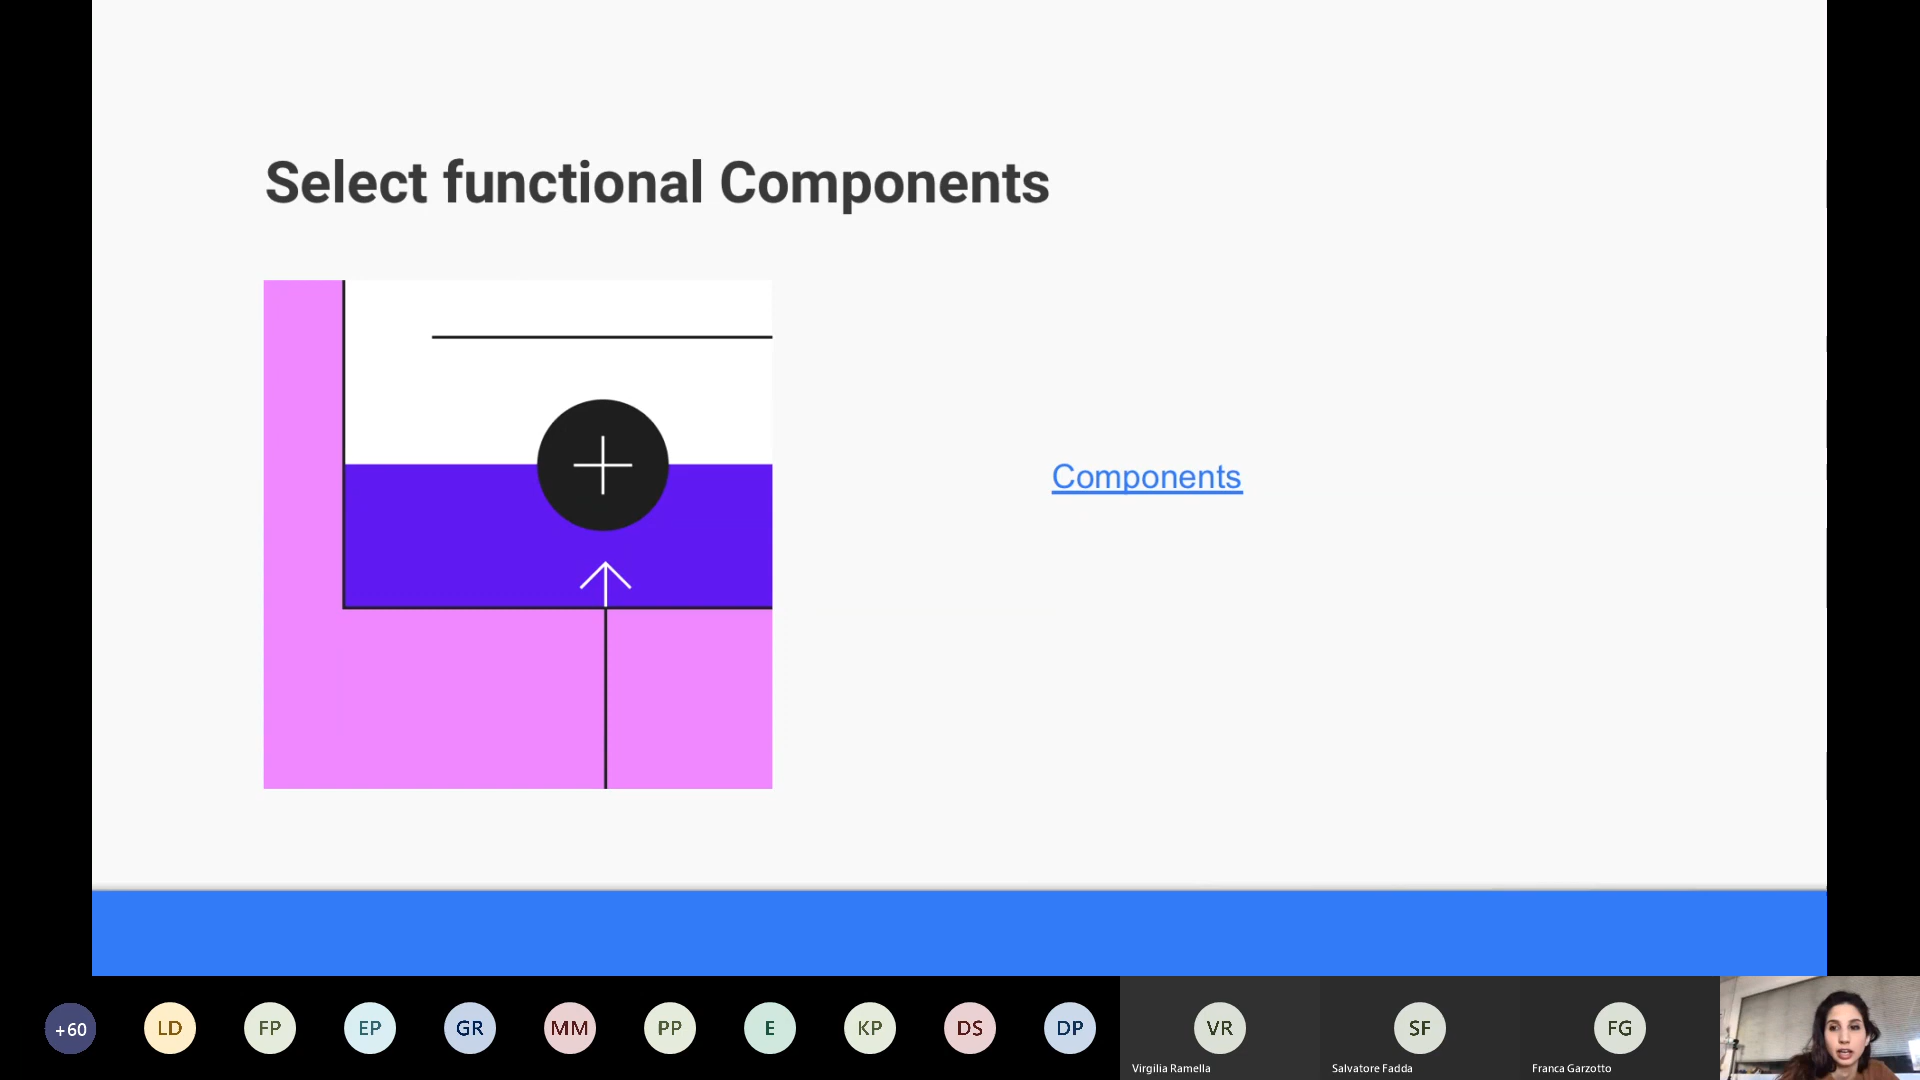 Select functional Components
Components
+60
LD
FP
EP
GR
MM
PP
E
KP
DS
DP
VR
SF
FG
Virgilia Ramella
Salvatore Fadda
Franca Garzotto